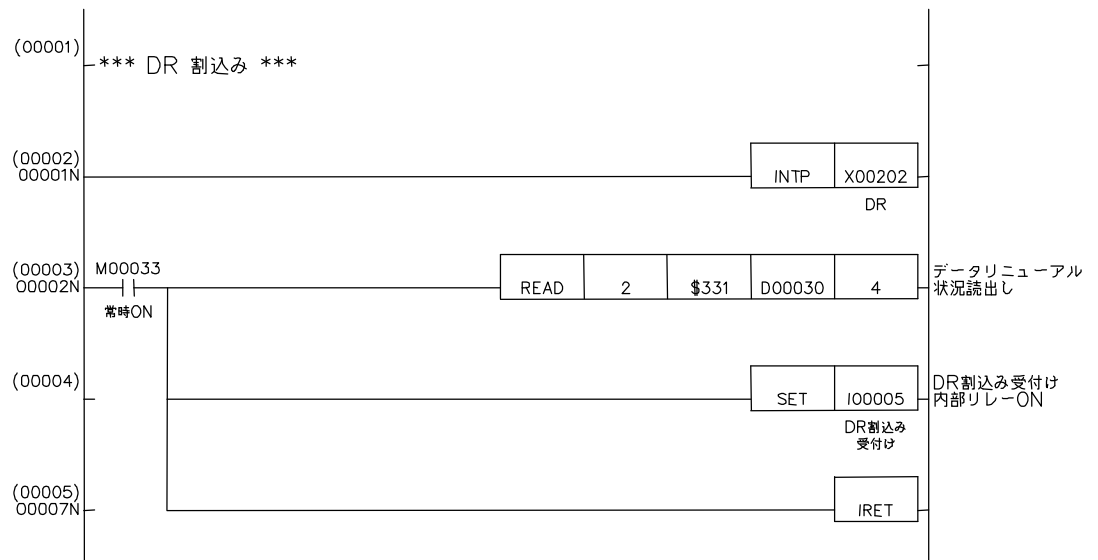 (00001)
*** DR 割込み ***
(00002)
00001N
INTP X00202
DR
(00003) M00033
00002N
READ 2 $331 D00030 4
データリニューアル
状況読出し
常時ON
(00004)
SET I00005
DR割込み受付け
内部リレーON
DR割込み
受付け
(00005)
00007N
IRET